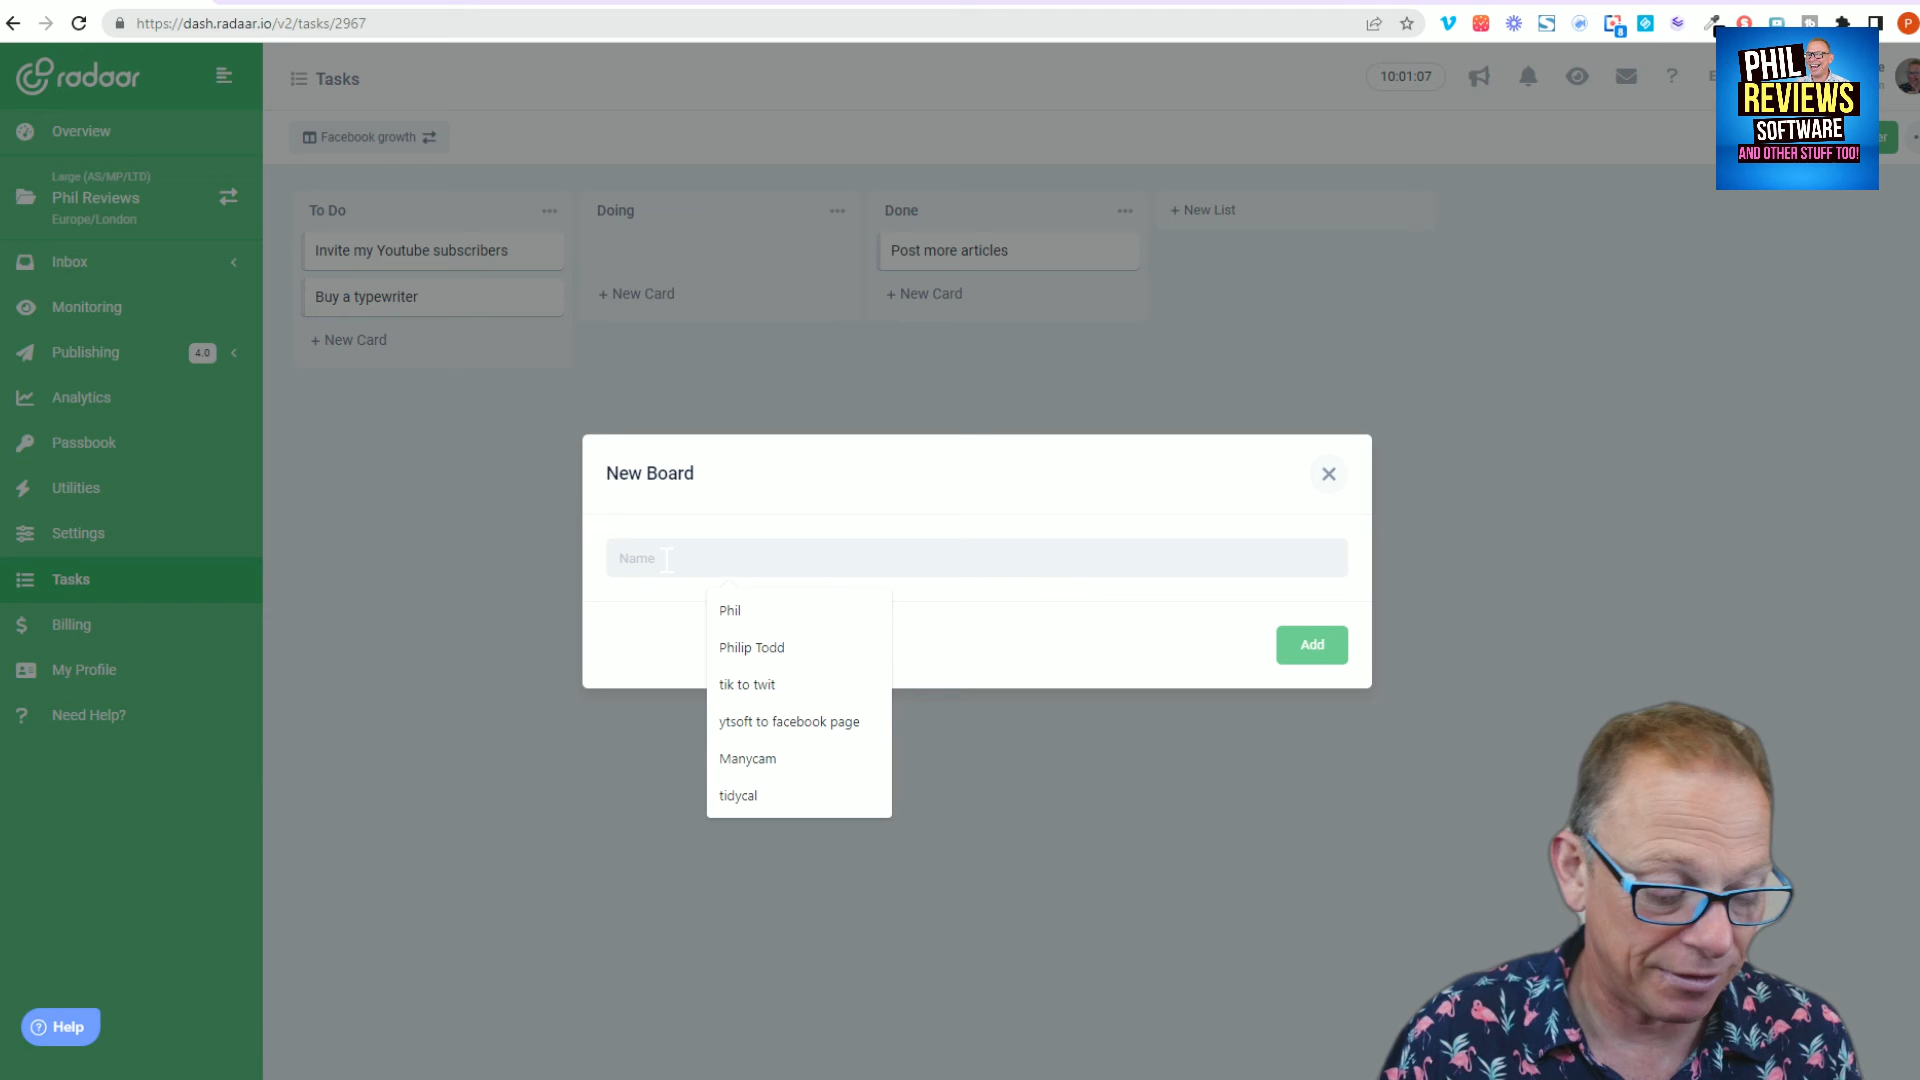 https://dash.radaar.io/v2/tasks/2967
8
P
radaar
Tasks
10:01:07
PHIL
REVIEWS
SOFTWARE
AND OTHER STUFF TOO!
Overview
Facebook growth
Large (AS/MP/LTD)
Phil Reviews
Europe/London
To Do
Doing
Done
+ New List
Invite my Youtube subscribers
Post more articles
Inbox
Buy a typewriter
+ New Card
+ New Card
Monitoring
+ New Card
Publishing
4.0
Analytics
Passbook
New Board
Utilities
Settings
Name
Tasks
Phil
Billing
Philip Todd
Add
My Profile
tik to twit
Need Help?
ytsoft to facebook page
Manycam
tidycal
Help